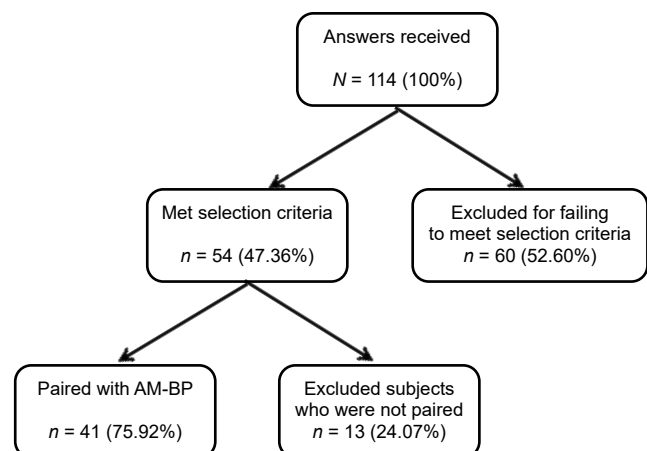 Answers received
N = 114 (100%)
Met selection criteria
n = 54 (47.36%)
Excluded for failing
to meet selection criteria
n = 60 (52.60%)
Paired with AM-BP
n = 41 (75.92%)
Excluded subjects
who were not paired
n = 13 (24.07%)